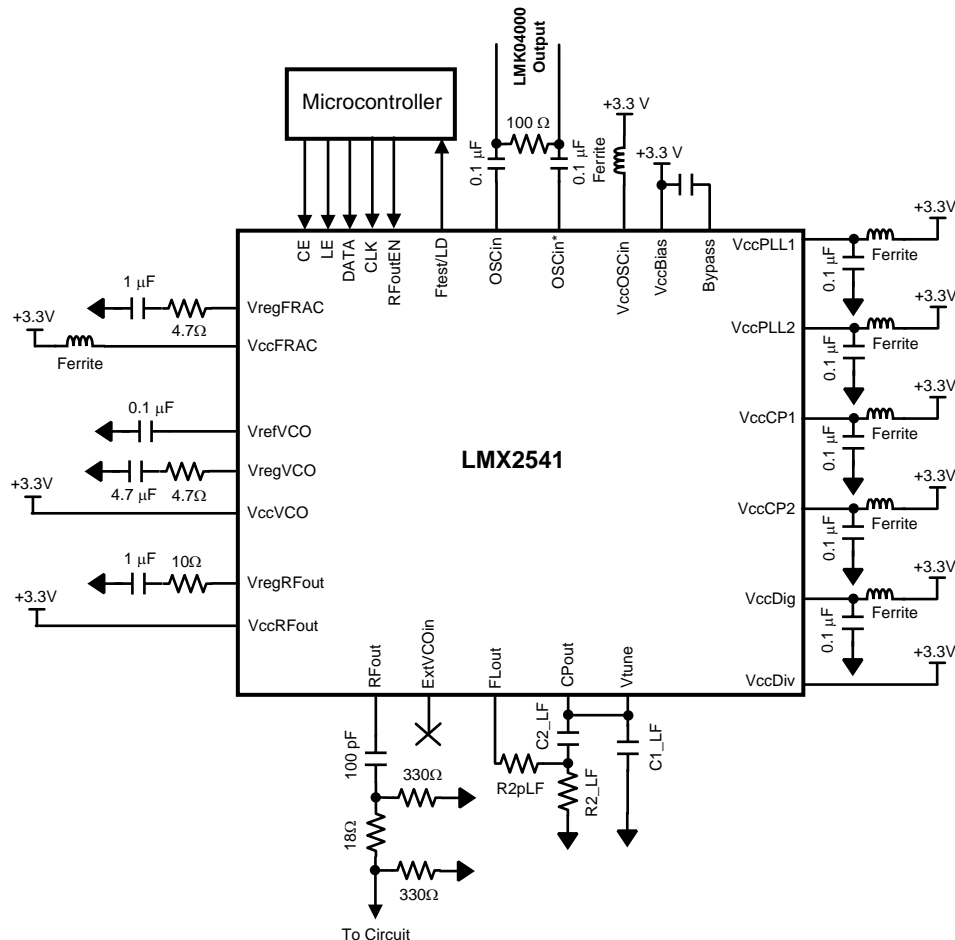 LMK04000
Output
Microcontroller
100 Ω
0.1 µF
0.1 µF
Ferrite
+3.3 V
+3.3 V
CE
LE
DATA
CLK
RFoutEN
Ftest/LD
OSCin
OSCin*
VccOSCin
VccBias
Bypass
1 µF
4.7Ω
VregFRAC
+3.3V
Ferrite
VccFRAC
0.1 µF
VrefVCO
4.7 µF
4.7Ω
VregVCO
+3.3V
VccVCO
1 µF
10Ω
VregRFout
+3.3V
VccRFout
LMX2541
VccPLL1
+3.3V
Ferrite
0.1 µF
VccPLL2
+3.3V
Ferrite
0.1 µF
VccCP1
+3.3V
Ferrite
0.1 µF
VccCP2
+3.3V
Ferrite
0.1 µF
VccDig
+3.3V
Ferrite
0.1 µF
VccDiv
+3.3V
RFout
ExtVCOin
FLout
CPout
Vtune
100 pF
330Ω
18Ω
330Ω
To Circuit
R2pLF
C2_LF
R2_LF
C1_LF